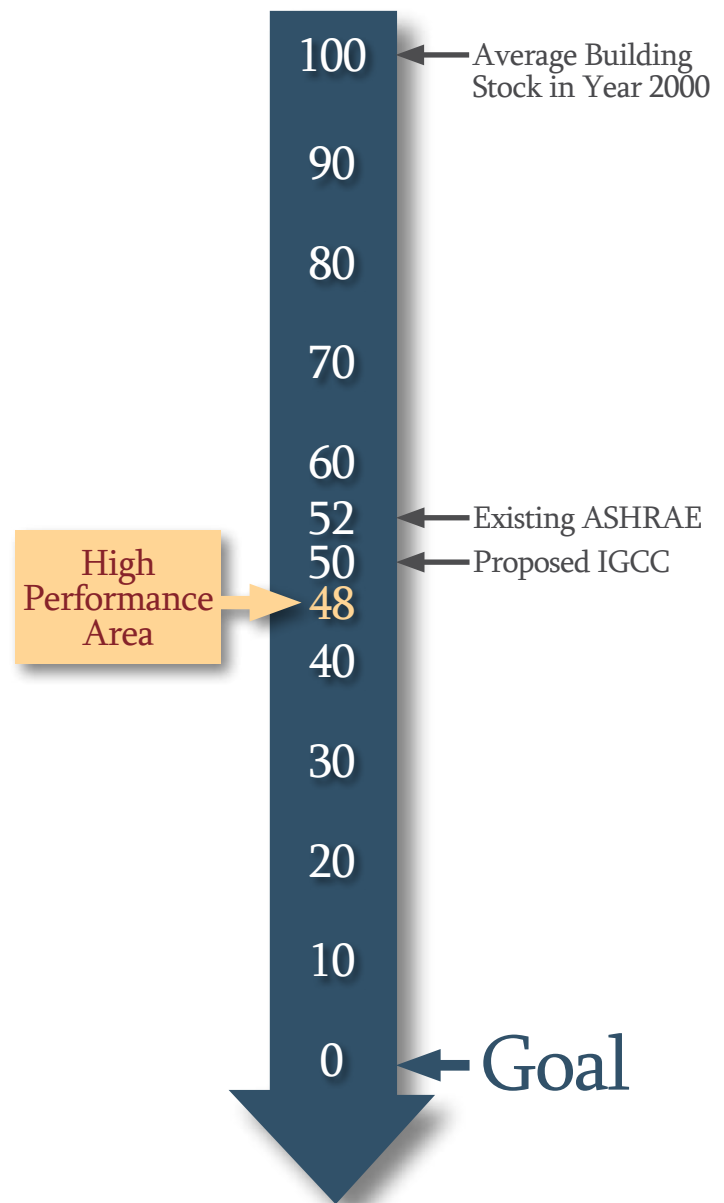 100
Average Building
Stock in Year 2000
90
80
70
60
52
Existing ASHRAE
50
Proposed IGCC
High
Performance
Area
48
40
30
20
10
0
Goal